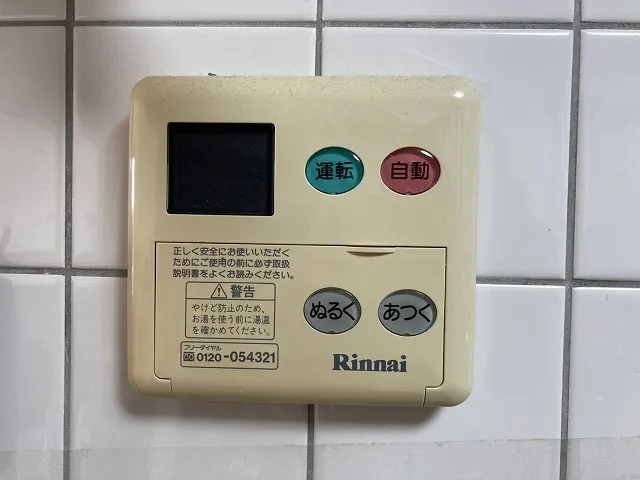 運転 自動
正しく安全にお使いいただく
ためにご使用の前に必ず取扱
説明書をよくお読みください。
警告
やけど防止のため、
お湯を使う前に湯温
を確かめてください。
フリーダイヤル
0120-054321
ぬるく あつく
Rinnai